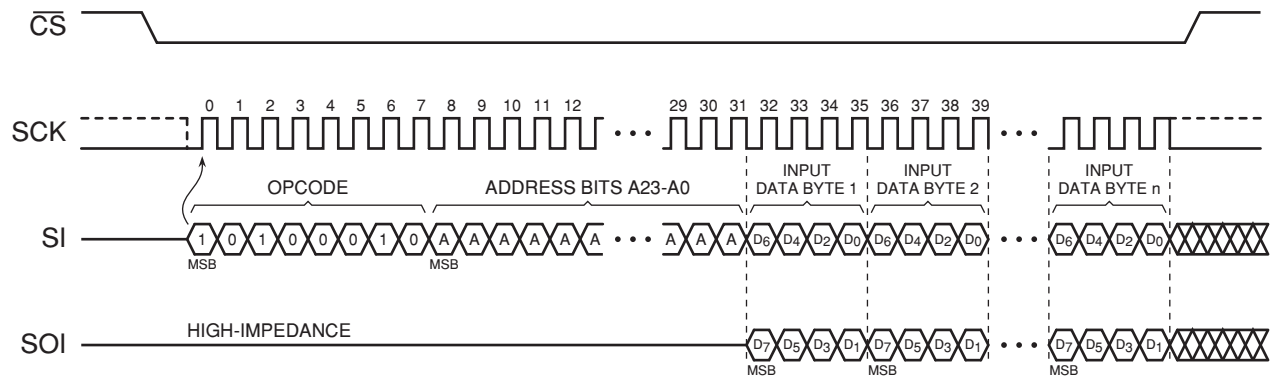 CS
SCK
0 1 2 3 4 5 6 7 8 9 10 11 12 29 30 31 32 33 34 35 36 37 38 39
OPCODE
ADDRESS BITS A23-A0
INPUT
DATA BYTE 1
INPUT
DATA BYTE 2
INPUT
DATA BYTE n
SI
1 0 1 0 0 0 1 0 A A A A A A A A A D6 D4 D2 D0 D6 D4 D2 D0 D6 D4 D2 D0
MSB MSB
SOI
HIGH-IMPEDANCE
D7 D5 D3 D1 D7 D5 D3 D1 D7 D5 D3 D1
MSB MSB MSB